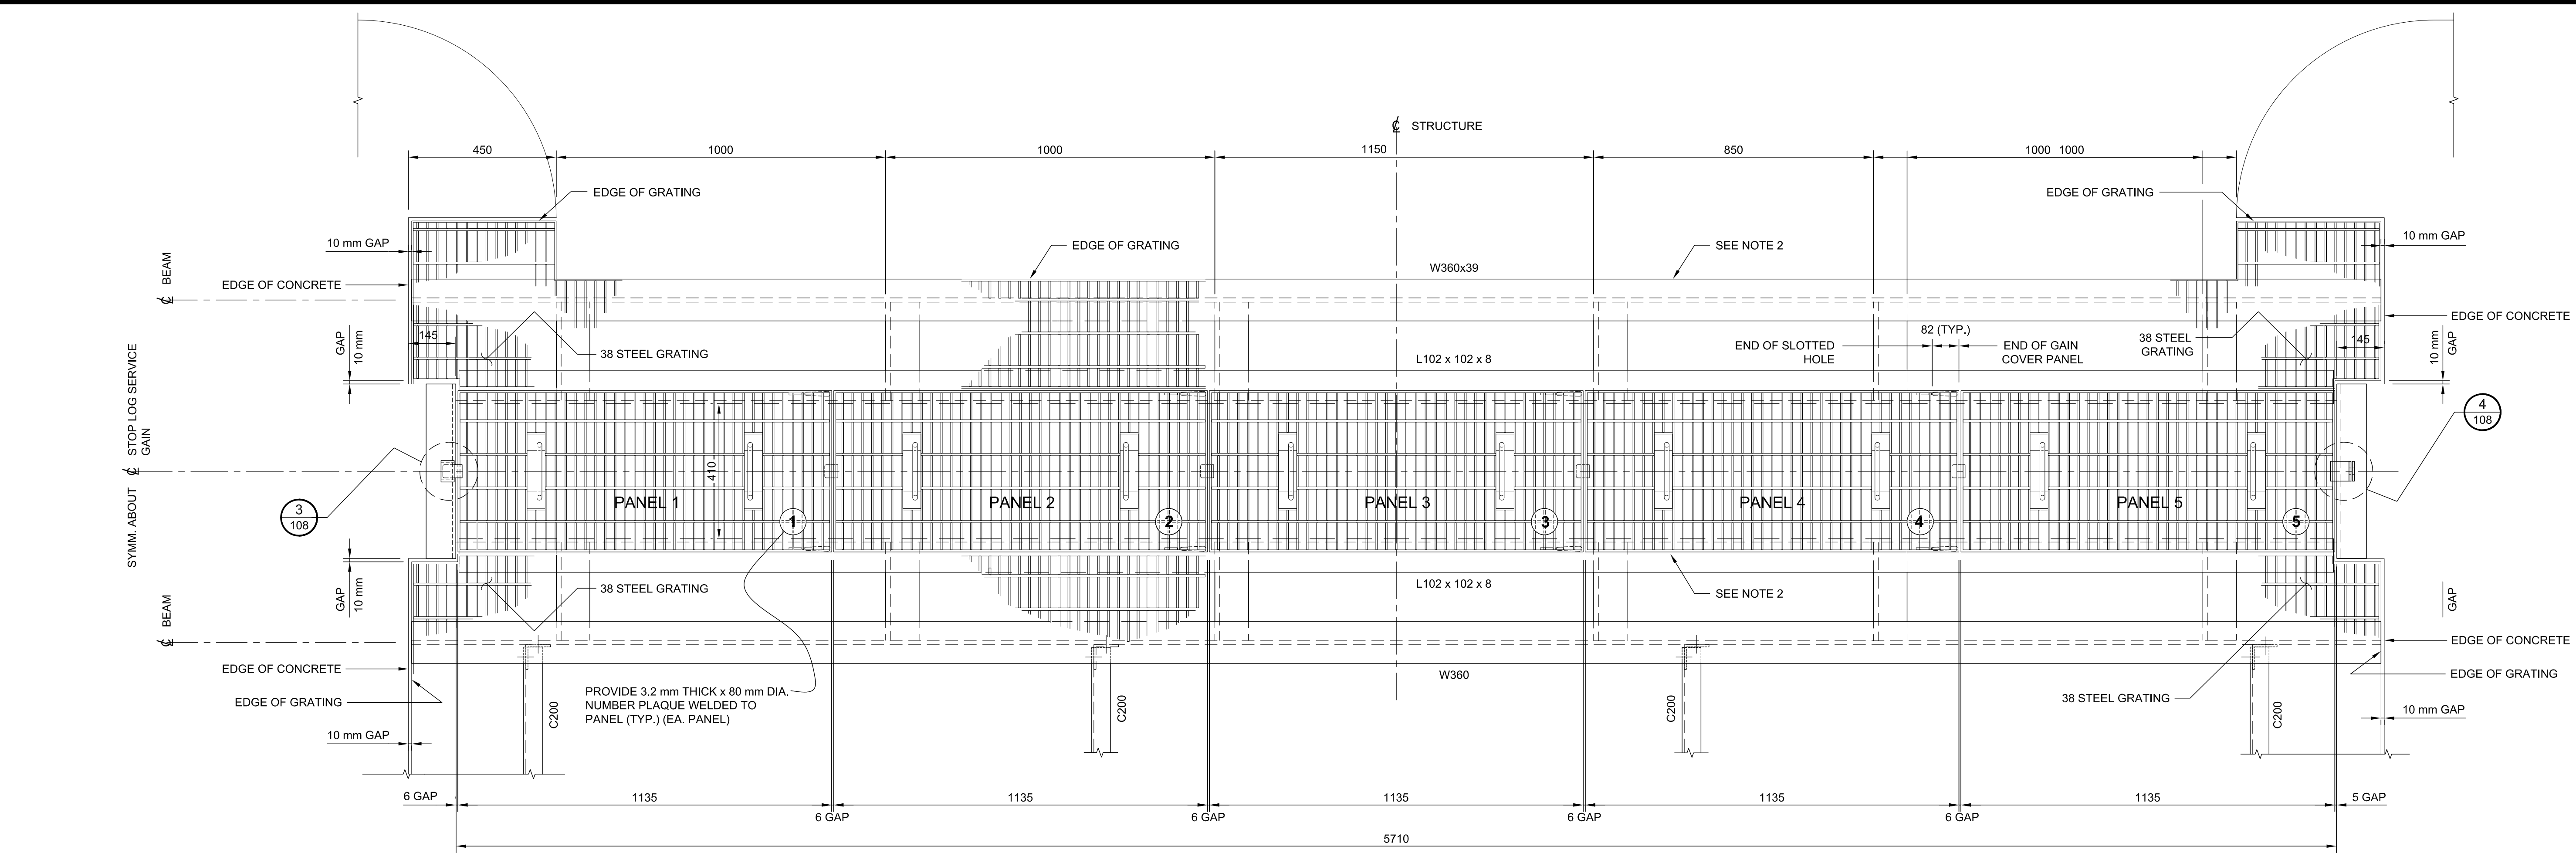 ℄ STRUCTURE
450
1000
1000
1150
850
1000 1000
EDGE OF GRATING
EDGE OF GRATING
10 mm GAP
EDGE OF GRATING
SEE NOTE 2
10 mm GAP
℄ BEAM
EDGE OF CONCRETE
W360x39
EDGE OF CONCRETE
GAP
10 mm
145
38 STEEL GRATING
L102 x 102 x 8
END OF SLOTTED
HOLE
82 (TYP.)
END OF GAIN
COVER PANEL
38 STEEL
GRATING
145
10 mm
GAP
SYMM. ABOUT ℄ STOP LOG SERVICE
GAIN
3
108
4
108
410
PANEL 1
1
PANEL 2
2
PANEL 3
3
PANEL 4
4
PANEL 5
5
GAP
10 mm
38 STEEL GRATING
L102 x 102 x 8
SEE NOTE 2
GAP
℄ BEAM
EDGE OF CONCRETE
EDGE OF CONCRETE
W360
EDGE OF GRATING
EDGE OF GRATING
38 STEEL GRATING
PROVIDE 3.2 mm THICK x 80 mm DIA.
NUMBER PLAQUE WELDED TO
PANEL (TYP.) (EA. PANEL)
C200
C200
C200
C200
10 mm GAP
10 mm GAP
6 GAP
1135
1135
1135
1135
1135
5 GAP
6 GAP
6 GAP
6 GAP
6 GAP
5710